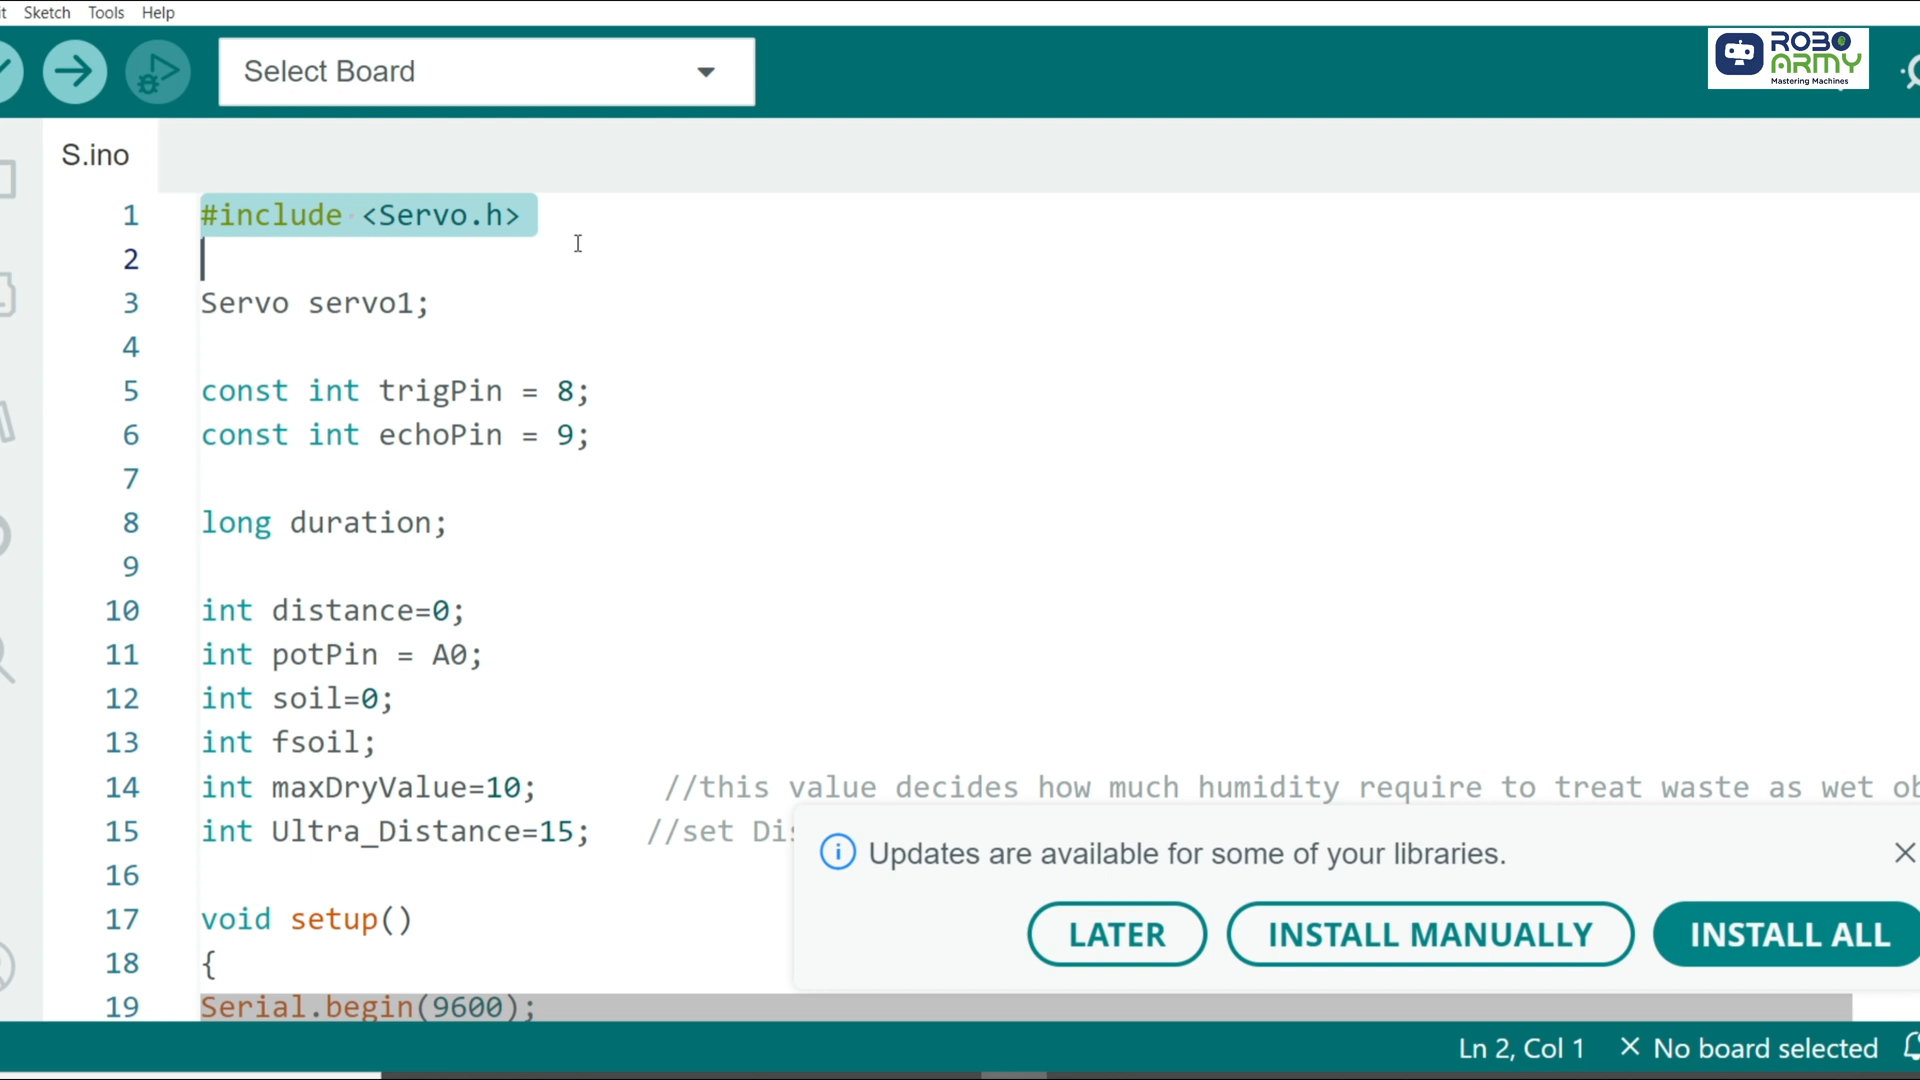 Sketch Tools Help
Select Board
ROBO
ARMY
Mastering Machines
S.ino
1 #include <Servo.h>
2
3 Servo servo1;
4
5 const int trigPin = 8;
6 const int echoPin = 9;
7
8 long duration;
9
10 int distance=0;
11 int potPin = A0;
12 int soil=0;
13 int fsoil;
14 int maxDryValue=10; //this value decides how much humidity require to treat waste as wet ob
15 int Ultra_Distance=15; //set Dis
16
17 void setup()
18 {
19 Serial.begin(9600);
Updates are available for some of your libraries.
LATER INSTALL MANUALLY INSTALL ALL
Ln 2, Col 1 No board selected